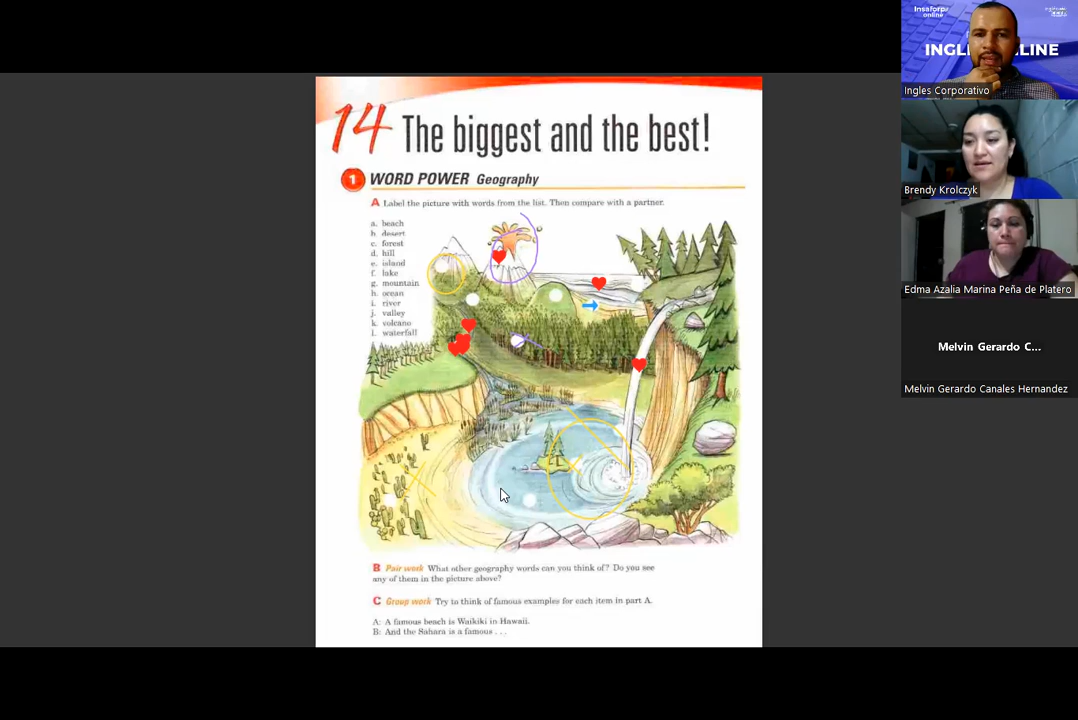 14 The biggest and the best!
1 WORD POWER Geography
A Label the picture with words from the list. Then compare with a partner.
a. beach
b. desert
c. forest
d. hill
e. island
f. lake
g. mountain
h. ocean
i. river
j. valley
k. volcano
l. waterfall
B Pair work What other geography words can you think of? Do you see
any of them in the picture above?
C Group work Try to think of famous examples for each item in part A.
A: A famous beach is Waikiki in Hawaii.
B: And the Sahara is a famous . . .
Insaforp
online
Ingles Corporativo
Brendy Krolczyk
Edma Azalia Marina Peña de Platero
Melvin Gerardo C...
Melvin Gerardo Canales Hernandez